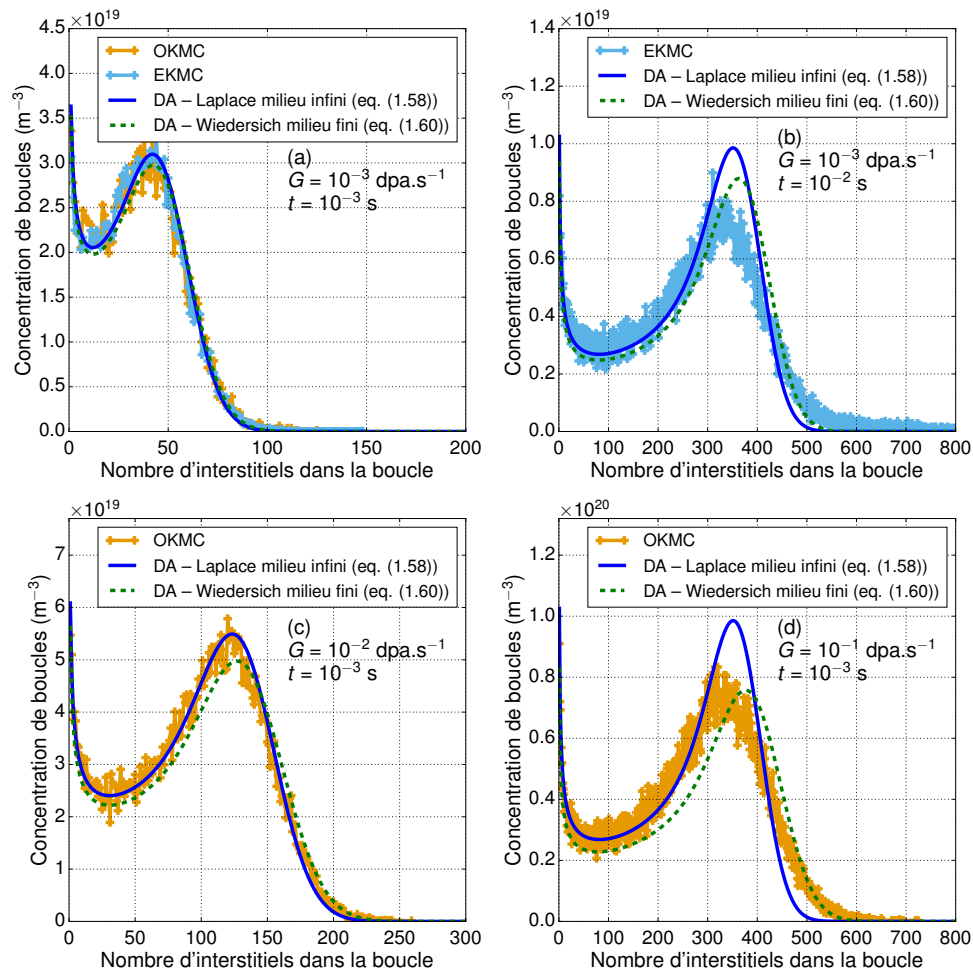 ×10¹⁹
4.5
4.0
3.5
3.0
2.5
2.0
1.5
1.0
0.5
0.0
0 50 100 150 200
Concentration de boucles (m⁻³)
Nombre d'interstitiels dans la boucle
OKMC
EKMC
DA – Laplace milieu infini (eq. (1.58))
DA – Wiedersich milieu fini (eq. (1.60))
(a)
G = 10⁻³ dpa.s⁻¹
t = 10⁻³ s
×10¹⁹
1.4
1.2
1.0
0.8
0.6
0.4
0.2
0.0
0 100 200 300 400 500 600 700 800
Concentration de boucles (m⁻³)
Nombre d'interstitiels dans la boucle
EKMC
DA – Laplace milieu infini (eq. (1.58))
DA – Wiedersich milieu fini (eq. (1.60))
(b)
G = 10⁻³ dpa.s⁻¹
t = 10⁻² s
×10¹⁹
7
6
5
4
3
2
1
0
0 50 100 150 200 250 300
Concentration de boucles (m⁻³)
Nombre d'interstitiels dans la boucle
OKMC
DA – Laplace milieu infini (eq. (1.58))
DA – Wiedersich milieu fini (eq. (1.60))
(c)
G = 10⁻² dpa.s⁻¹
t = 10⁻³ s
×10²⁰
1.2
1.0
0.8
0.6
0.4
0.2
0.0
0 100 200 300 400 500 600 700 800
Concentration de boucles (m⁻³)
Nombre d'interstitiels dans la boucle
OKMC
DA – Laplace milieu infini (eq. (1.58))
DA – Wiedersich milieu fini (eq. (1.60))
(d)
G = 10⁻¹ dpa.s⁻¹
t = 10⁻³ s